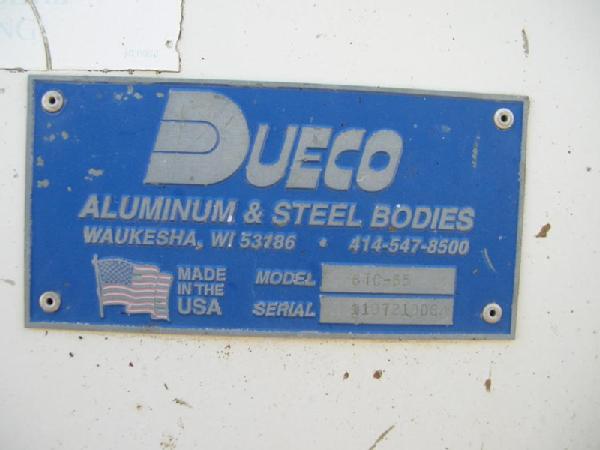 DUECO
ALUMINUM & STEEL BODIES
WAUKESHA, WI 53186 • 414-547-8500
MADE IN THE USA
MODEL
SERIAL